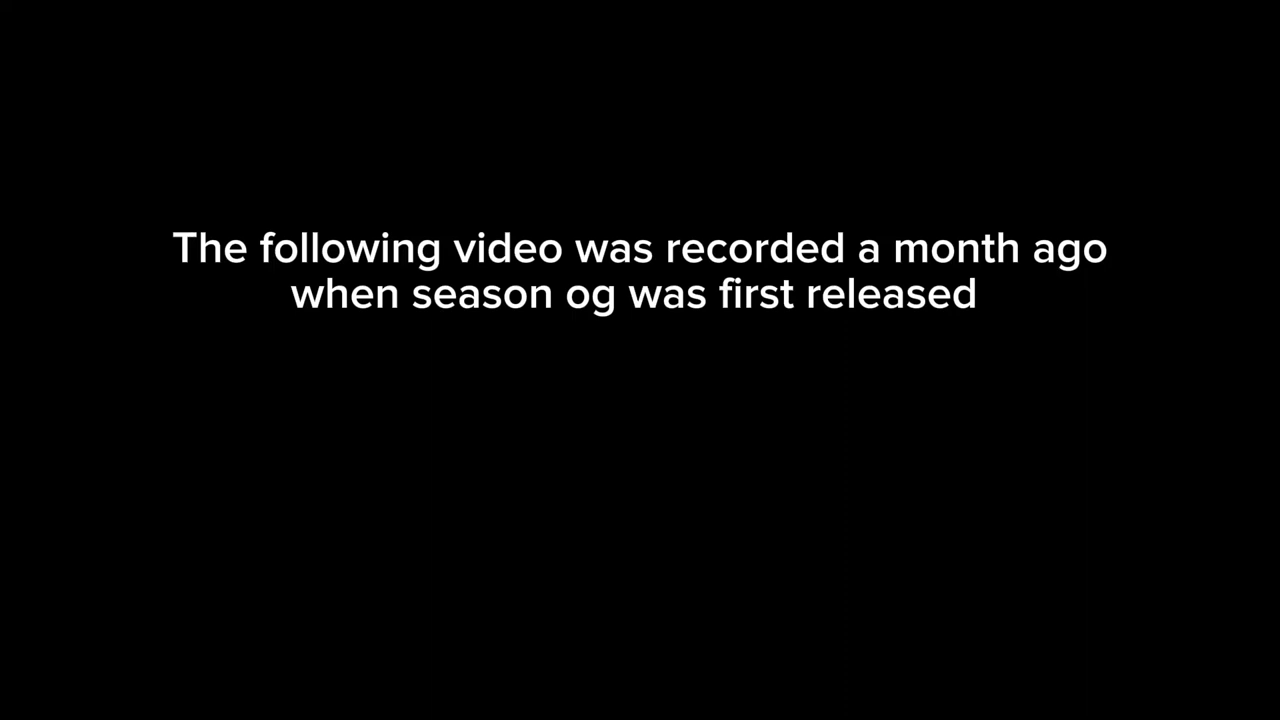 The following video was recorded a month ago
when season og was first released